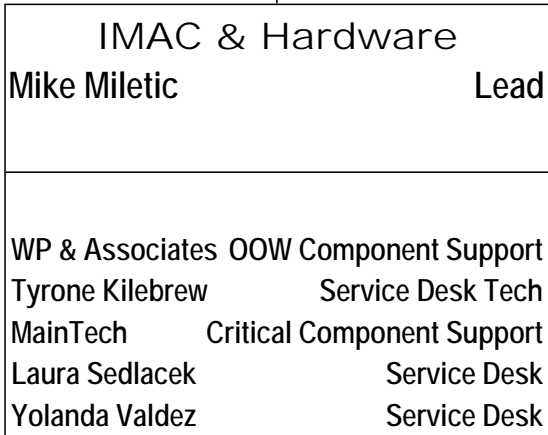 IMAC & Hardware
Mike Miletic Lead
WP & Associates OOW Component Support
Tyrone Kilebrew Service Desk Tech
MainTech Critical Component Support
Laura Sedlacek Service Desk
Yolanda Valdez Service Desk